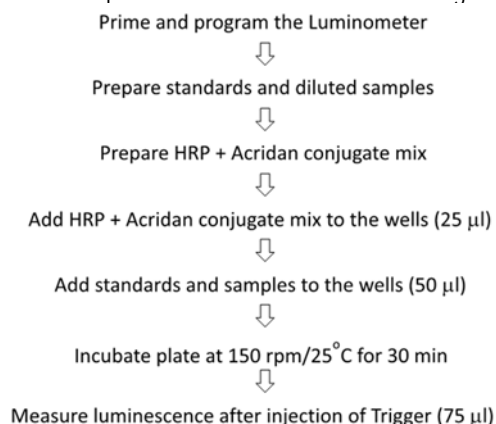 Prime and program the Luminometer
Prepare standards and diluted samples
Prepare HRP + Acridan conjugate mix
Add HRP + Acridan conjugate mix to the wells (25 µl)
Add standards and samples to the wells (50 µl)
Incubate plate at 150 rpm/25°C for 30 min
Measure luminescence after injection of Trigger (75 µl)